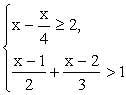 { x - x/4 ≥ 2,
(x-1)/2 + (x-2)/3 > 1